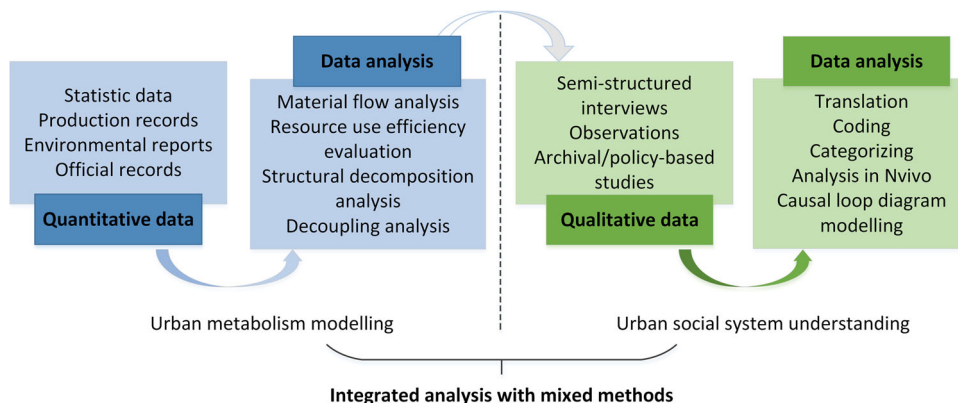 Statistic data
Production records
Environmental reports
Official records
Quantitative data
Data analysis
Material flow analysis
Resource use efficiency
evaluation
Structural decomposition
analysis
Decoupling analysis
Urban metabolism modelling
Semi-structured
interviews
Observations
Archival/policy-based
studies
Qualitative data
Data analysis
Translation
Coding
Categorizing
Analysis in Nvivo
Causal loop diagram
modelling
Urban social system understanding
Integrated analysis with mixed methods